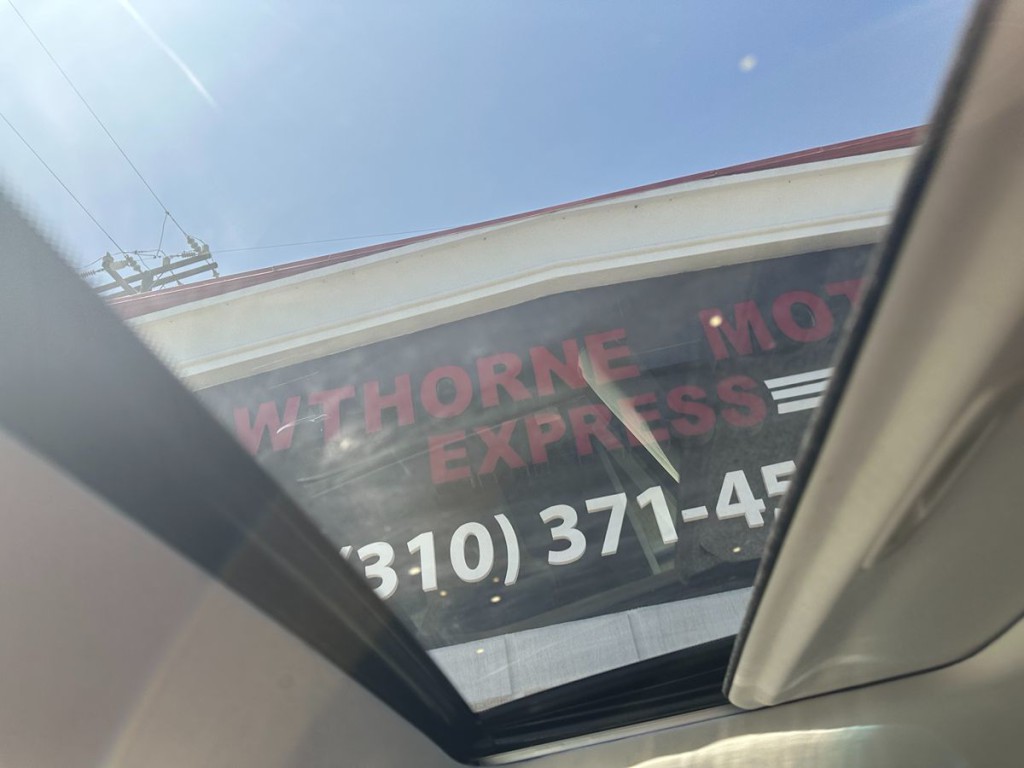 WTHORNE MOT
EXPRESS
(310) 371-45